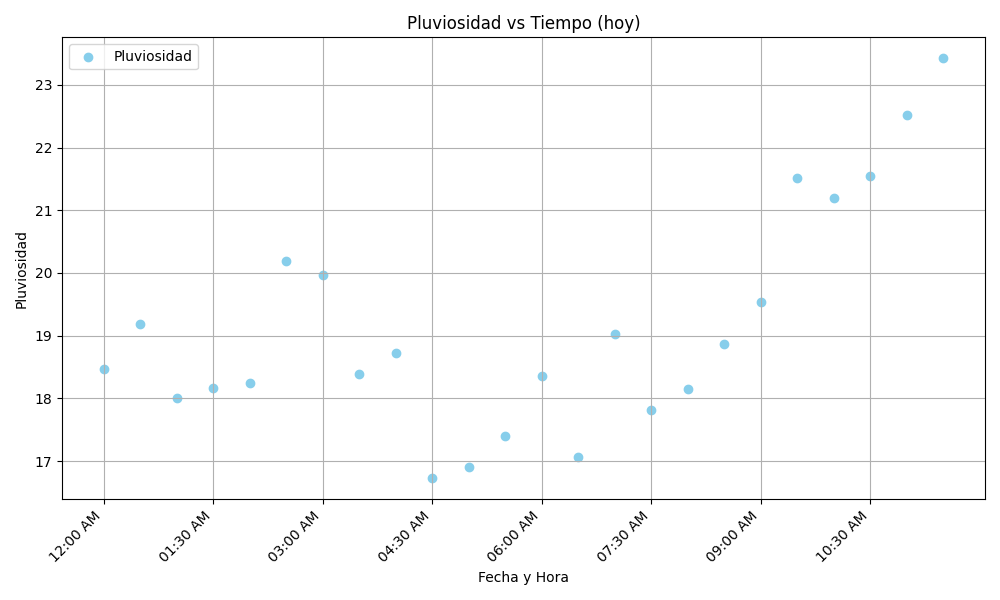 Pluviosidad vs Tiempo (hoy)
Pluviosidad
Pluviosidad
23
22
21
20
19
18
17
12:00 AM
01:30 AM
03:00 AM
04:30 AM
06:00 AM
07:30 AM
09:00 AM
10:30 AM
Fecha y Hora